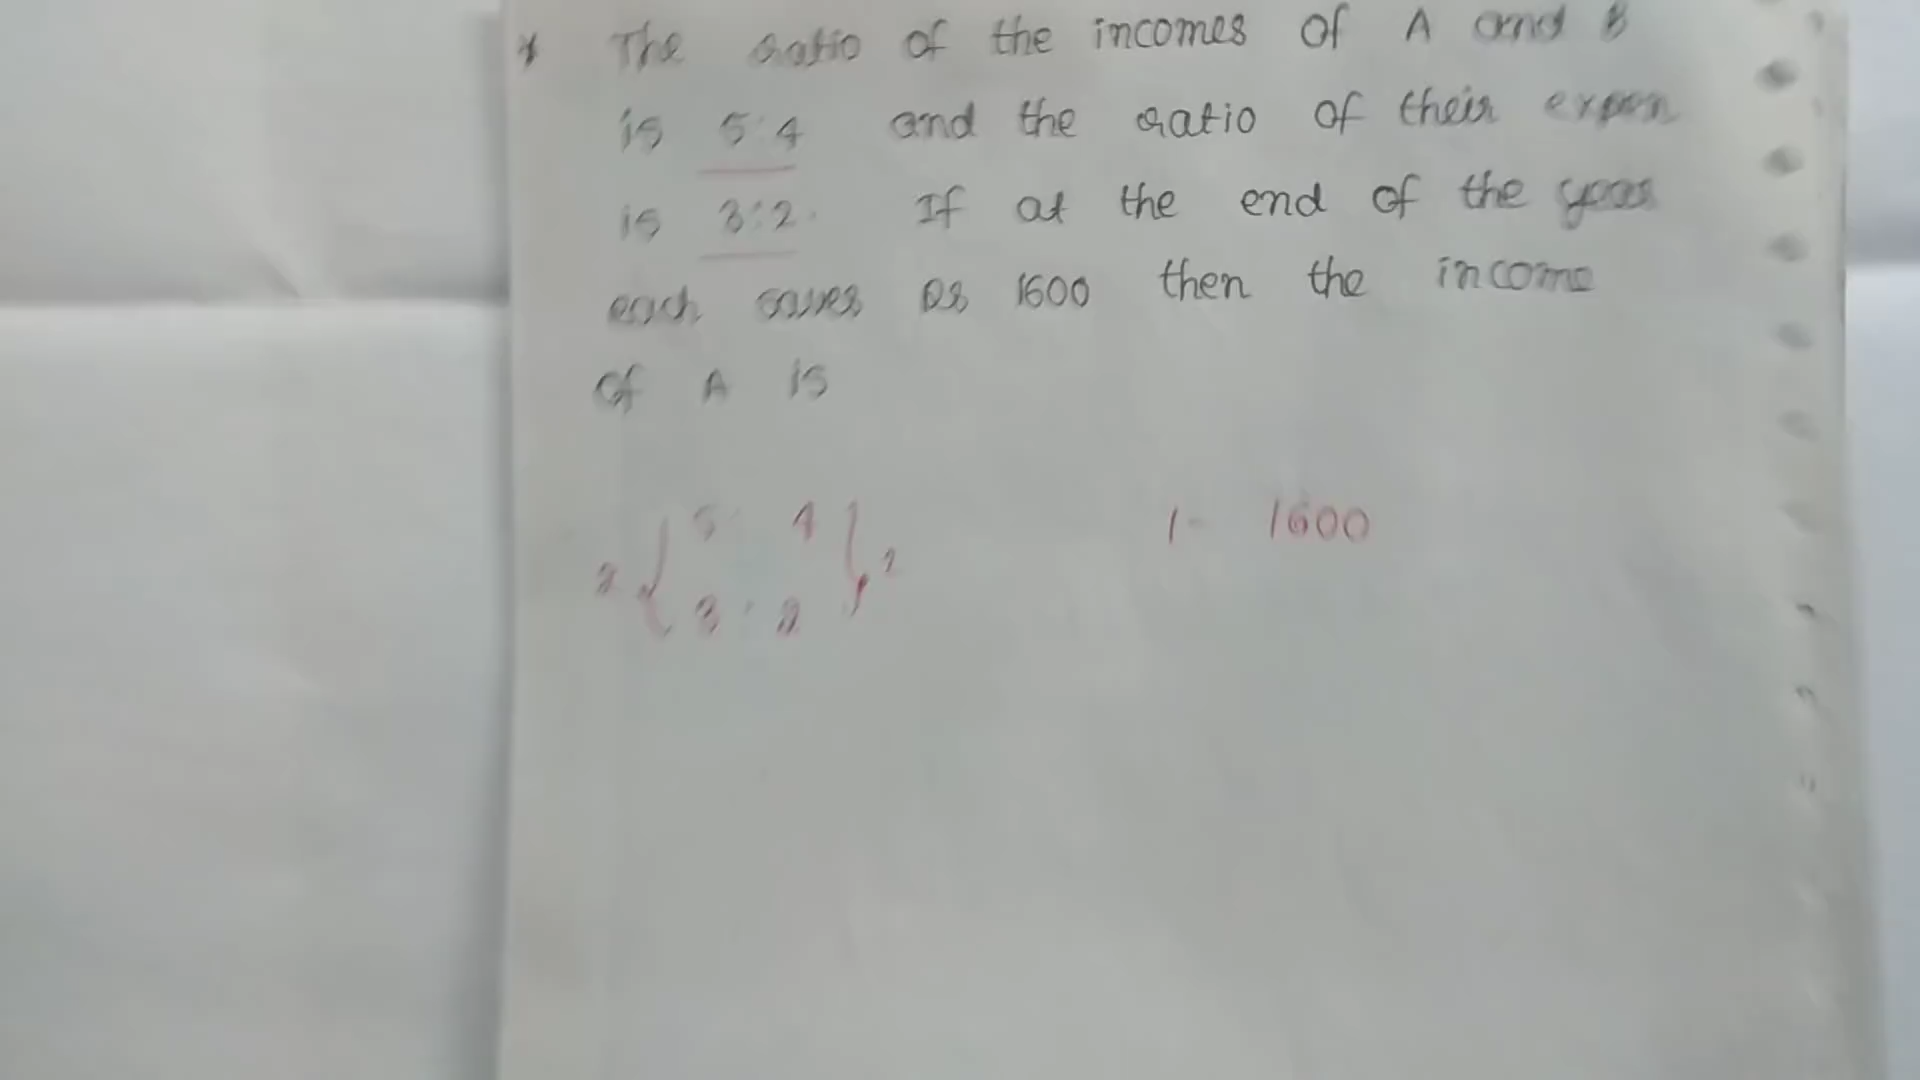 * The ratio of the incomes of A and B
is 5:4 and the ratio of their expen
is 3:2. If at the end of the year
each saves Rs 1600 then the income
of A is
5: 4 1- 1600
2 2
3 : 2